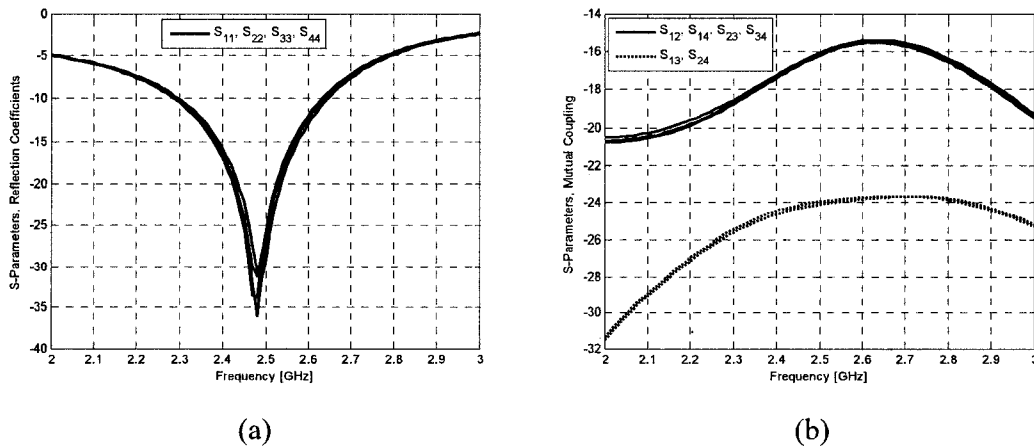 S11, S22, S33, S44
S-Parameters, Reflection Coefficients
0
-5
-10
-15
-20
-25
-30
-35
-40
2 2.1 2.2 2.3 2.4 2.5 2.6 2.7 2.8 2.9 3
Frequency [GHz]
(a)
S12, S14, S23, S34
S13, S24
S-Parameters, Mutual Coupling
-14
-16
-18
-20
-22
-24
-26
-28
-30
-32
2 2.1 2.2 2.3 2.4 2.5 2.6 2.7 2.8 2.9 3
Frequency [GHz]
(b)